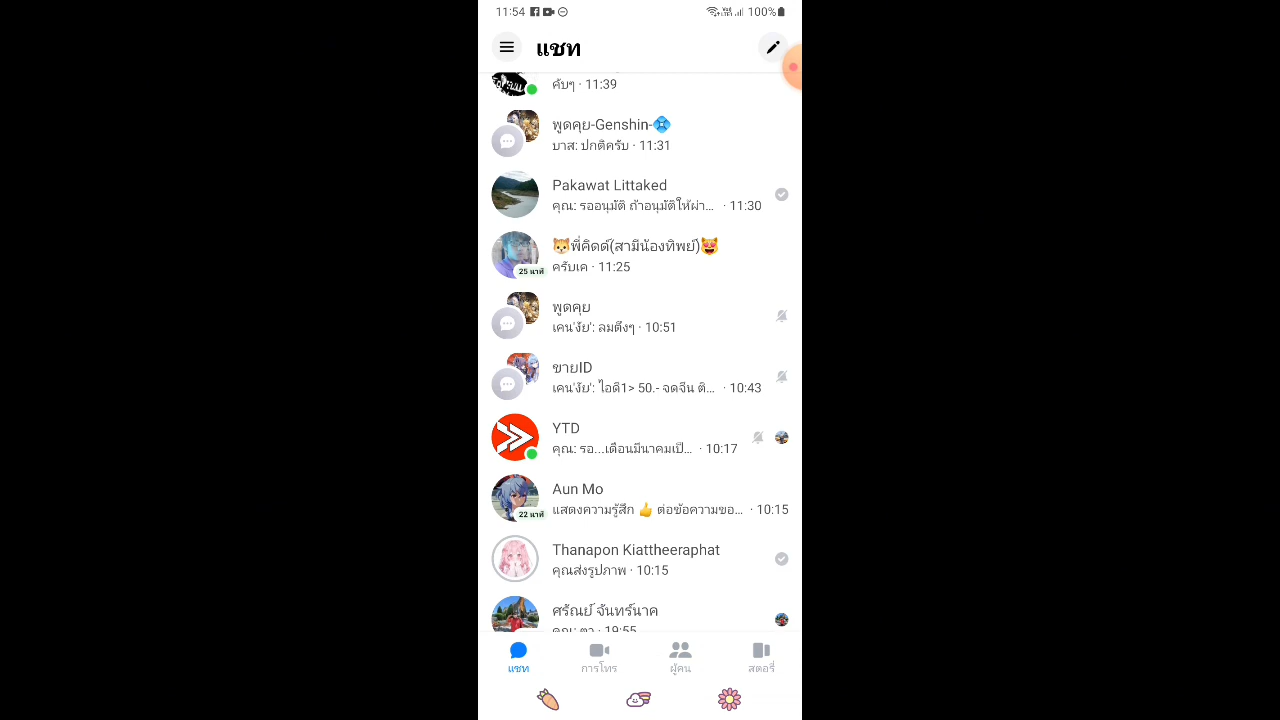 11:54
100%
แชท
คับๆ · 11:39
พูดคุย-Genshin-💠
บาส: ปกติครับ · 11:31
Pakawat Littaked
คุณ: รออนุมัติ ถ้าอนุมัติให้ผ่า... · 11:30
🐱พี่คิดด์(สามีน้องทิพย์)😻
25 นาที
ครับเค · 11:25
พูดคุย
เคน'งัย': ลมตึงๆ · 10:51
ขายID
เคน'งัย': ไอดี1> 50.- จดจีน ติ... · 10:43
YTD
คุณ: รอ...เดือนมีนาคมเป็... · 10:17
Aun Mo
22 นาที
แสดงความรู้สึก 👍 ต่อข้อความขอ... · 10:15
Thanapon Kiattheeraphat
คุณส่งรูปภาพ · 10:15
ศรัณย์ จันทร์นาค
แชท
การโทร
ผู้คน
สตอรี่